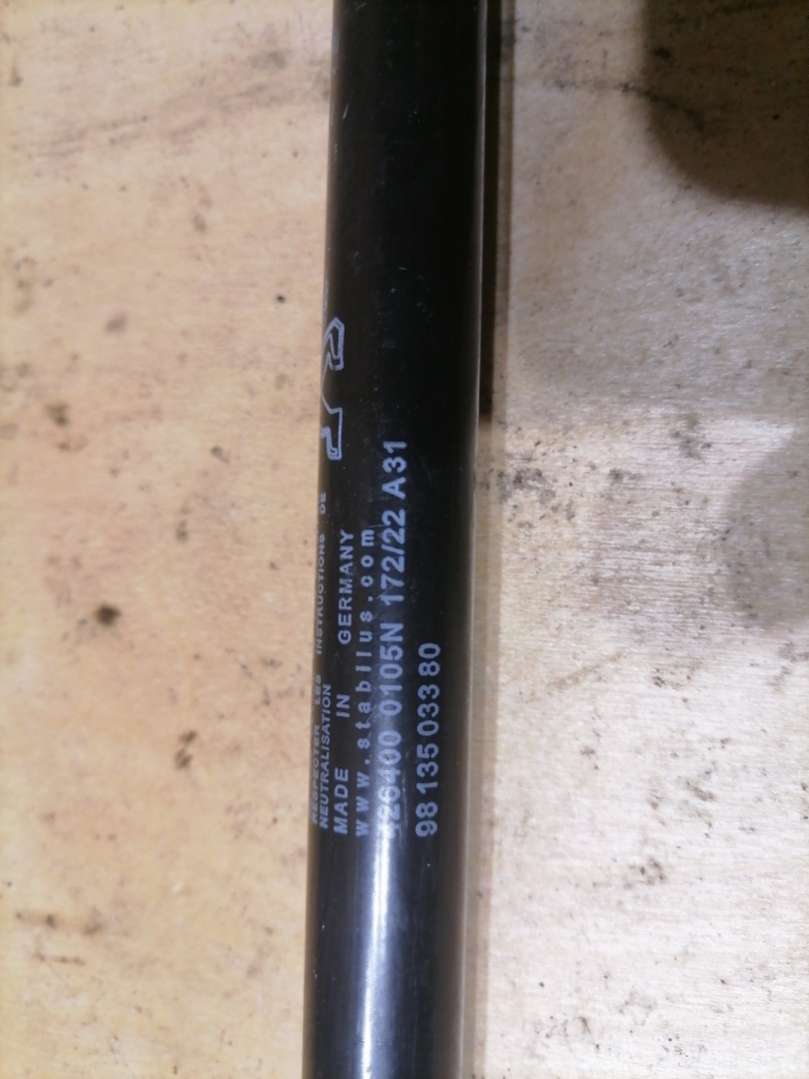 RESPECTER LES INSTRUCTIONS DE
NEUTRALISATION
MADE IN GERMANY
www.stabilus.com
426400 0105N 172/22 A31
98 135 033 80